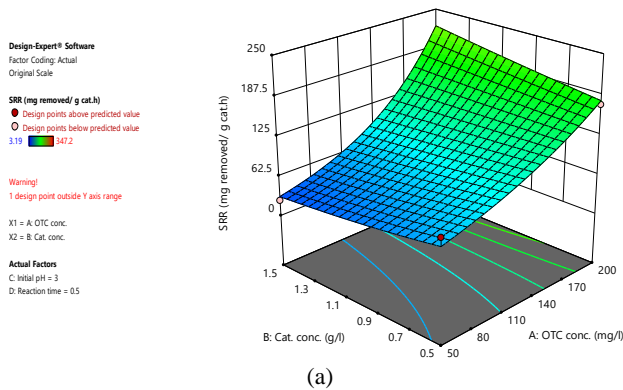 Design-Expert® Software
Factor Coding: Actual
Original Scale
SRR (mg removed/ g cat.h)
Design points above predicted value
Design points below predicted value
3.19 347.2
Warning!
1 design point outside Y axis range
X1 = A: OTC conc.
X2 = B: Cat. conc.
Actual Factors
C: Initial pH = 3
D: Reaction time = 0.5
250
187.5
125
62.5
0
SRR (mg removed/ g cat.h)
1.5
1.3
1.1
0.9
0.7
0.5
B: Cat. conc. (g/l)
50
80
110
140
170
200
A: OTC conc. (mg/l)
(a)